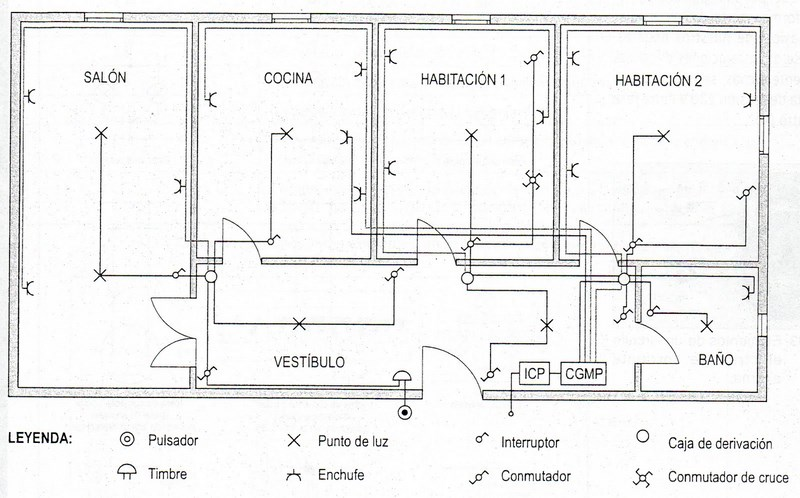 SALÓN
COCINA
HABITACIÓN 1
HABITACIÓN 2
VESTÍBULO
ICP
CGMP
BAÑO
LEYENDA:
Pulsador
Punto de luz
Interruptor
Caja de derivación
Timbre
Enchufe
Conmutador
Conmutador de cruce